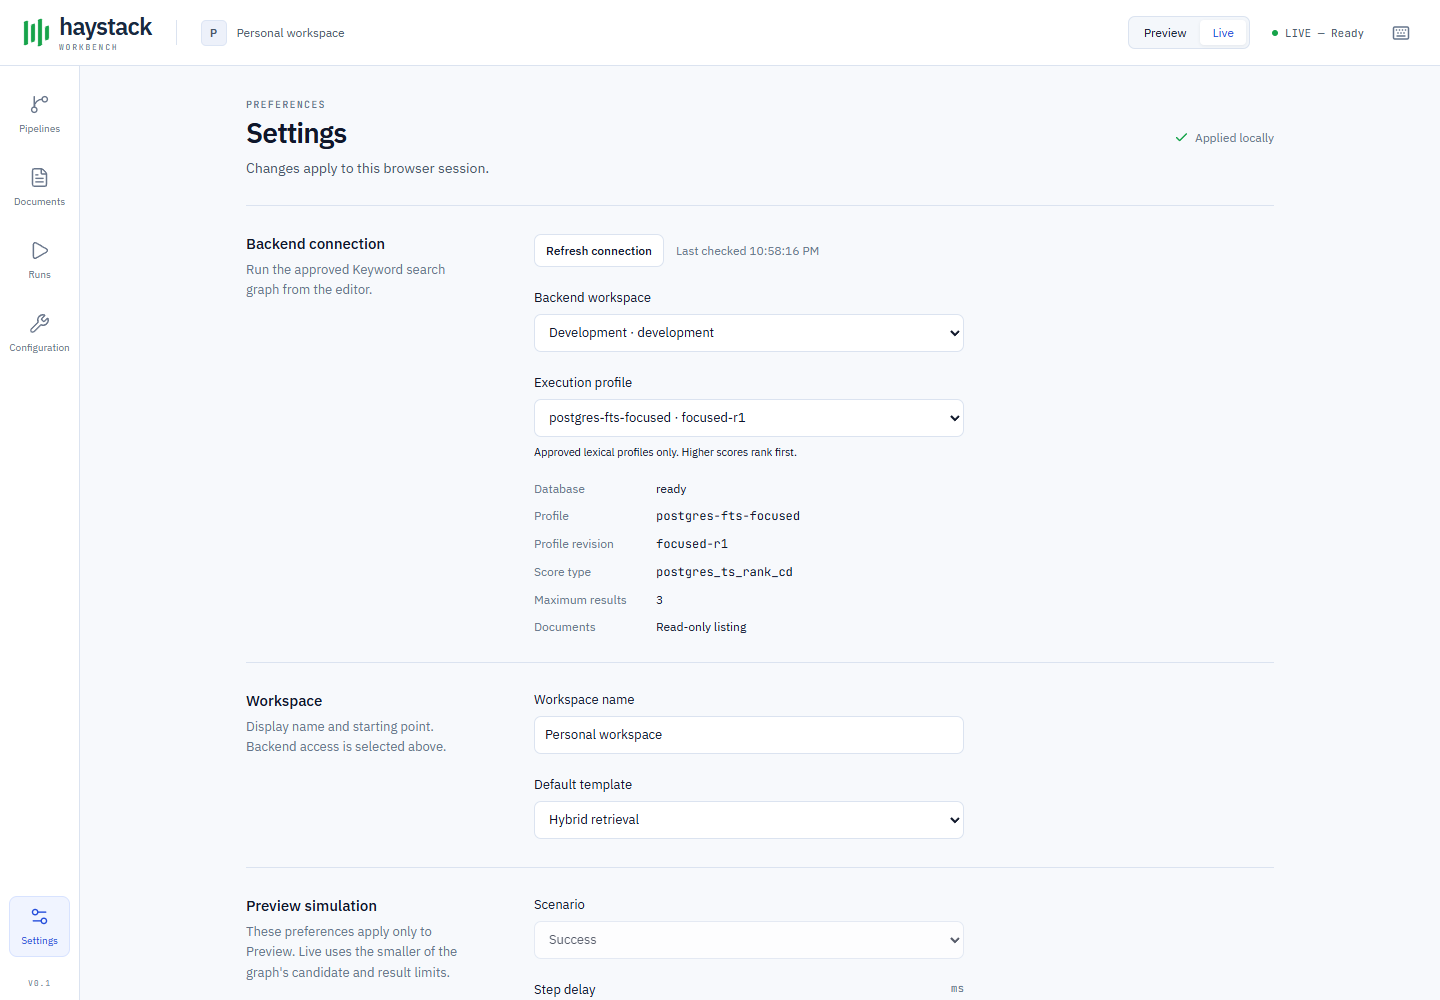 haystack
WORKBENCH
P
Personal workspace
Preview
Live
LIVE — Ready
Pipelines
Documents
Runs
Configuration
Settings
V0.1
PREFERENCES
Settings
Changes apply to this browser session.
Applied locally
Backend connection
Run the approved Keyword search
graph from the editor.
Refresh connection
Last checked 10:58:16 PM
Backend workspace
Development · development
Execution profile
postgres-fts-focused · focused-r1
Approved lexical profiles only. Higher scores rank first.
Database ready
Profile postgres-fts-focused
Profile revision focused-r1
Score type postgres_ts_rank_cd
Maximum results 3
Documents Read-only listing
Workspace
Display name and starting point.
Backend access is selected above.
Workspace name
Personal workspace
Default template
Hybrid retrieval
Preview simulation
These preferences apply only to
Preview. Live uses the smaller of the
graph's candidate and result limits.
Scenario
Success
Step delay ms